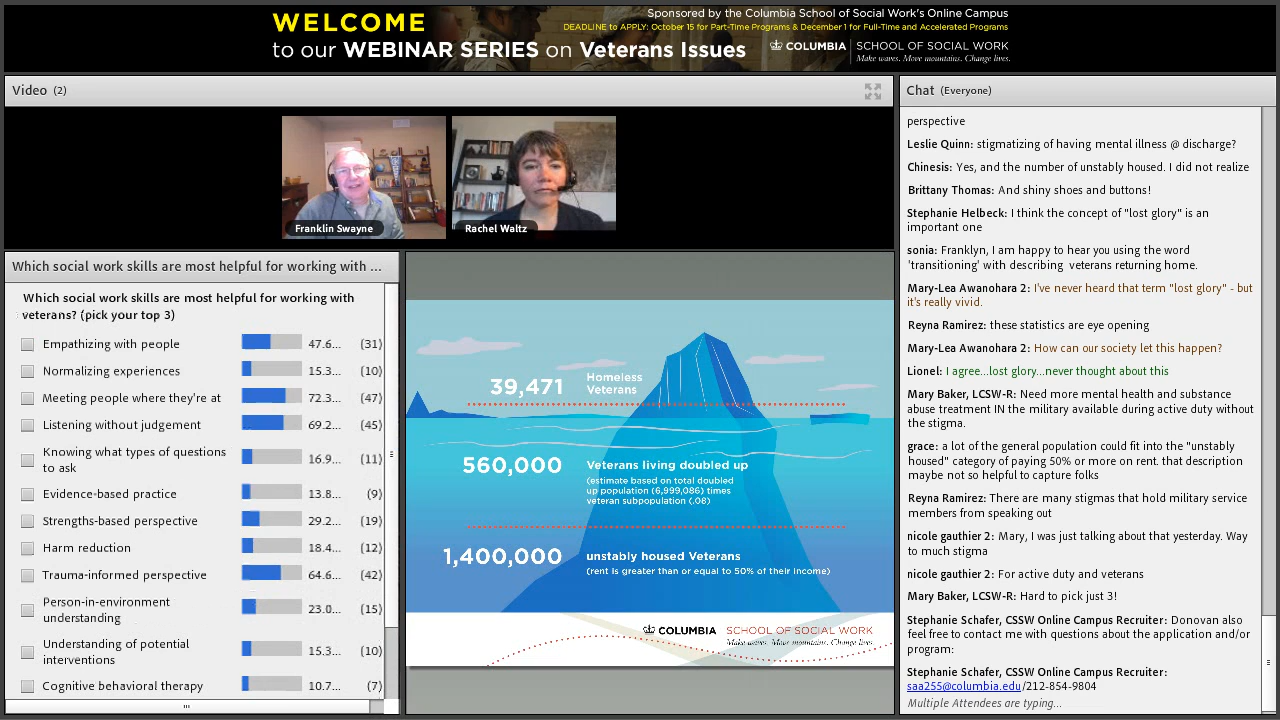 WELCOME
to our WEBINAR SERIES on Veterans Issues
Sponsored by the Columbia School of Social Work's Online Campus
DEADLINE to APPLY: October 15 for Part-Time Programs & December 1 for Full-Time and Accelerated Programs
COLUMBIA SCHOOL OF SOCIAL WORK
Make waves. Move mountains. Change lives.
Video (2)
Franklin Swayne
Rachel Waltz
Which social work skills are most helpful for working with ...
Which social work skills are most helpful for working with
veterans? (pick your top 3)
Empathizing with people 47.6... (31)
Normalizing experiences 15.3... (10)
Meeting people where they're at 72.3... (47)
Listening without judgement 69.2... (45)
Knowing what types of questions
to ask 16.9... (11)
Evidence-based practice 13.8... (9)
Strengths-based perspective 29.2... (19)
Harm reduction 18.4... (12)
Trauma-informed perspective 64.6... (42)
Person-in-environment
understanding 23.0... (15)
Understanding of potential
interventions 15.3... (10)
Cognitive behavioral therapy 10.7... (7)
39,471 Homeless
Veterans
560,000 Veterans living doubled up
(estimate based on total doubled
up population (6,999,086) times
veteran subpopulation (.08)
1,400,000 unstably housed Veterans
(rent is greater than or equal to 50% of their income)
COLUMBIA SCHOOL OF SOCIAL WORK
Make waves. Move mountains. Change lives.
Chat (Everyone)
perspective
Leslie Quinn: stigmatizing of having mental illness @ discharge?
Chinesis: Yes, and the number of unstably housed. I did not realize
Brittany Thomas: And shiny shoes and buttons!
Stephanie Helbeck: I think the concept of "lost glory" is an
important one
sonia: Franklyn, I am happy to hear you using the word
'transitioning' with describing veterans returning home.
Mary-Lea Awanohara 2: I've never heard that term "lost glory" - but
it's really vivid.
Reyna Ramirez: these statistics are eye opening
Mary-Lea Awanohara 2: How can our society let this happen?
Lionel: I agree...lost glory...never thought about this
Mary Baker, LCSW-R: Need more mental health and substance
abuse treatment IN the military available during active duty without
the stigma.
grace: a lot of the general population could fit into the "unstably
housed" category of paying 50% or more on rent. that description
maybe not so helpful to capture folks
Reyna Ramirez: There are many stigmas that hold military service
members from speaking out
nicole gauthier 2: Mary, I was just talking about that yesterday. Way
to much stigma
nicole gauthier 2: For active duty and veterans
Mary Baker, LCSW-R: Hard to pick just 3!
Stephanie Schafer, CSSW Online Campus Recruiter: Donovan also
feel free to contact me with questions about the application and/or
program:
Stephanie Schafer, CSSW Online Campus Recruiter:
saa255@columbia.edu/212-854-9804
Multiple Attendees are typing...